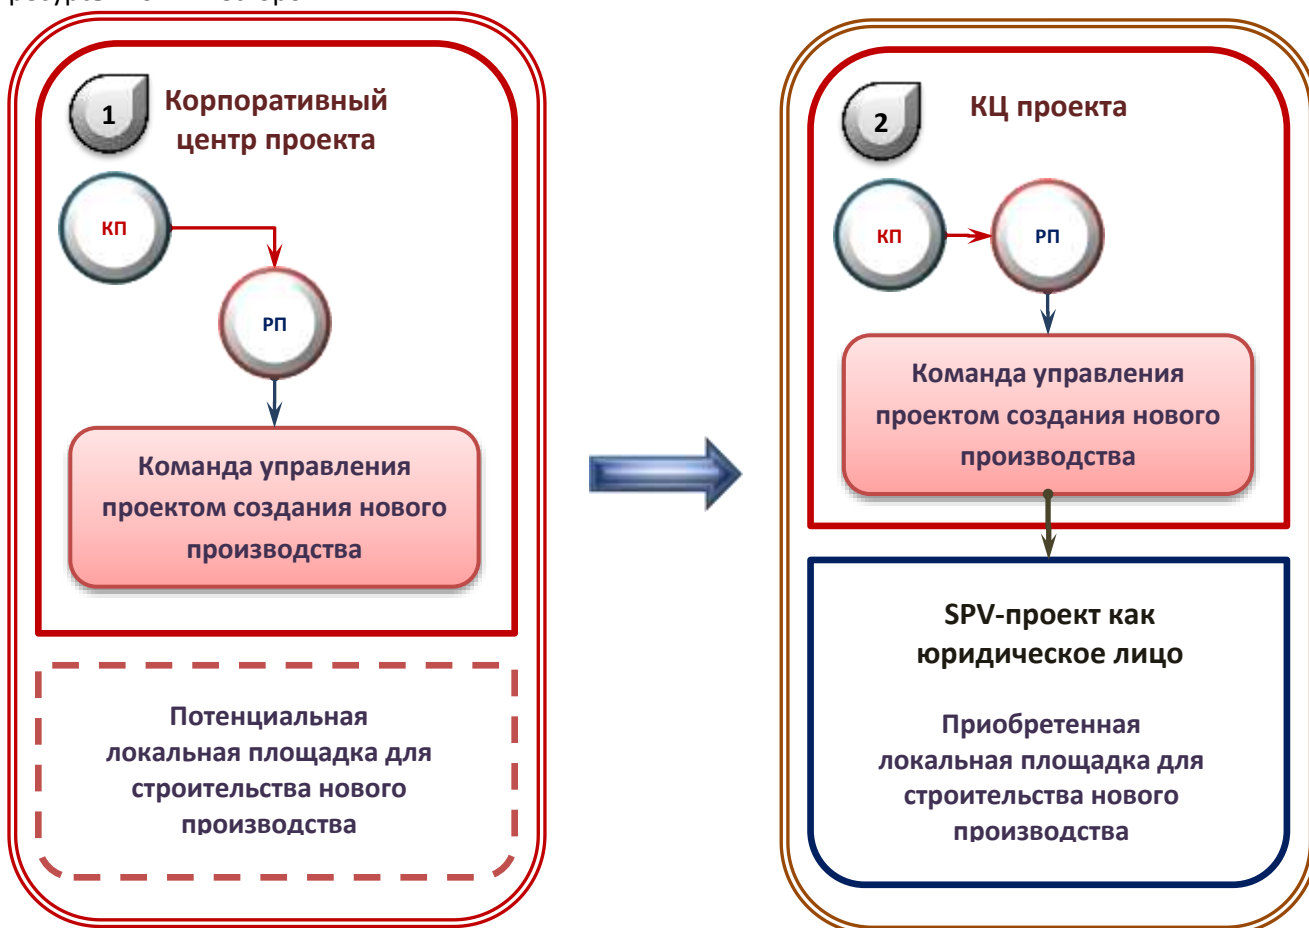 1
Корпоративный
центр проекта
КП
РП
Команда управления
проектом создания нового
производства
Потенциальная
локальная площадка для
строительства нового
производства
2
КЦ проекта
КП
РП
Команда управления
проектом создания нового
производства
SPV-проект как
юридическое лицо
Приобретенная
локальная площадка для
строительства нового
производства